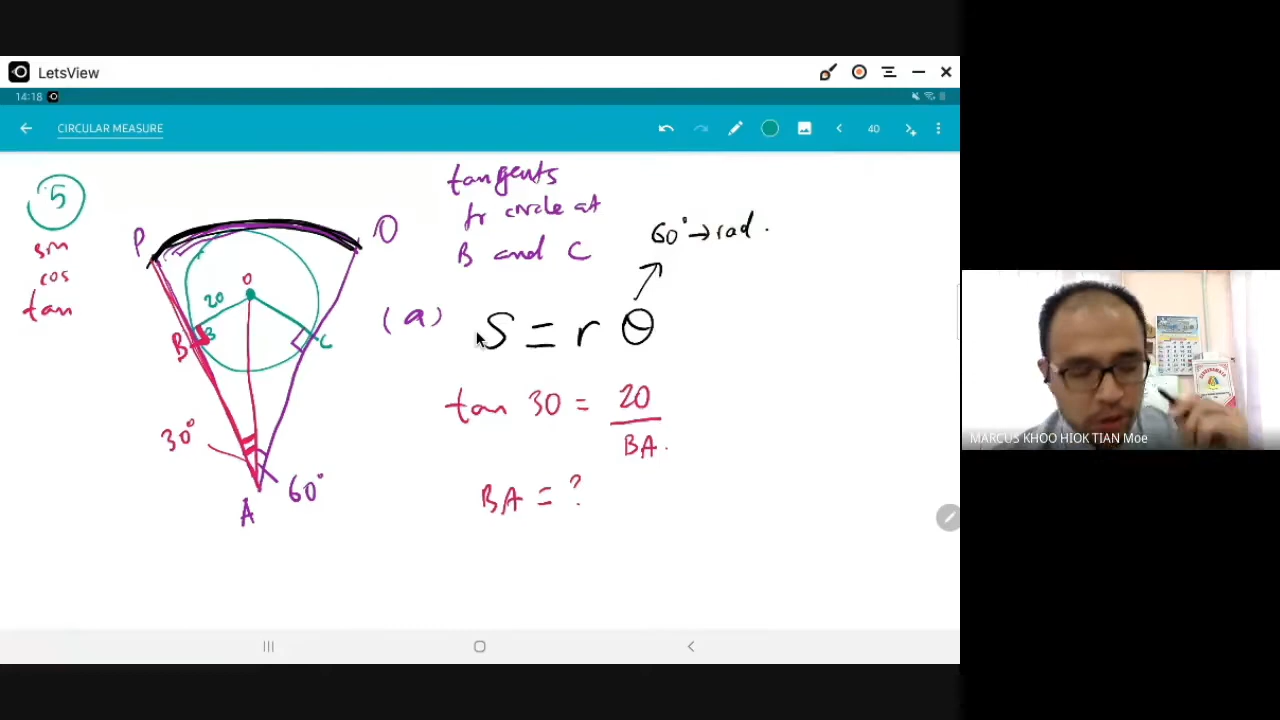 LetsView
14:18
CIRCULAR MEASURE
40
5
sin
cos
tan
tangents
to circle at
B and C
P
Q
O
20
B
B
C
30°
60°
A
(a)
60° → rad.
S = r θ
tan 30 = 20
BA.
BA = ?
MARCUS KHOO HIOK TIAN Moe